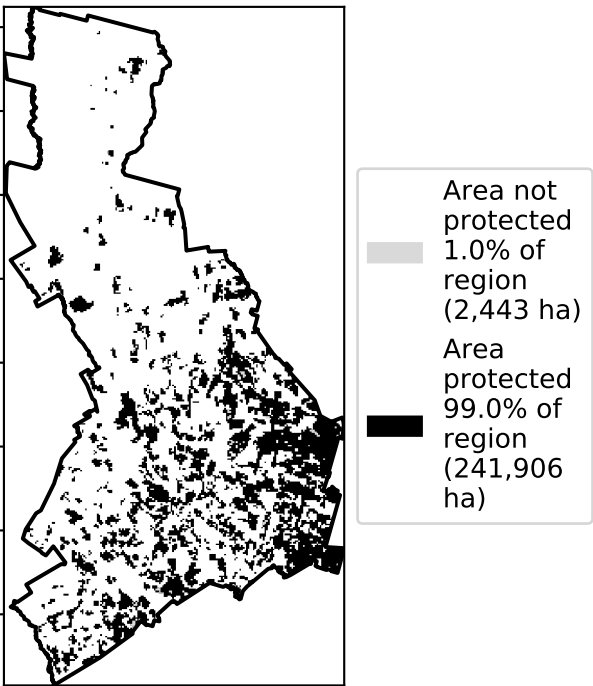 Area not
protected
1.0% of
region
(2,443 ha)
Area
protected
99.0% of
region
(241,906
ha)